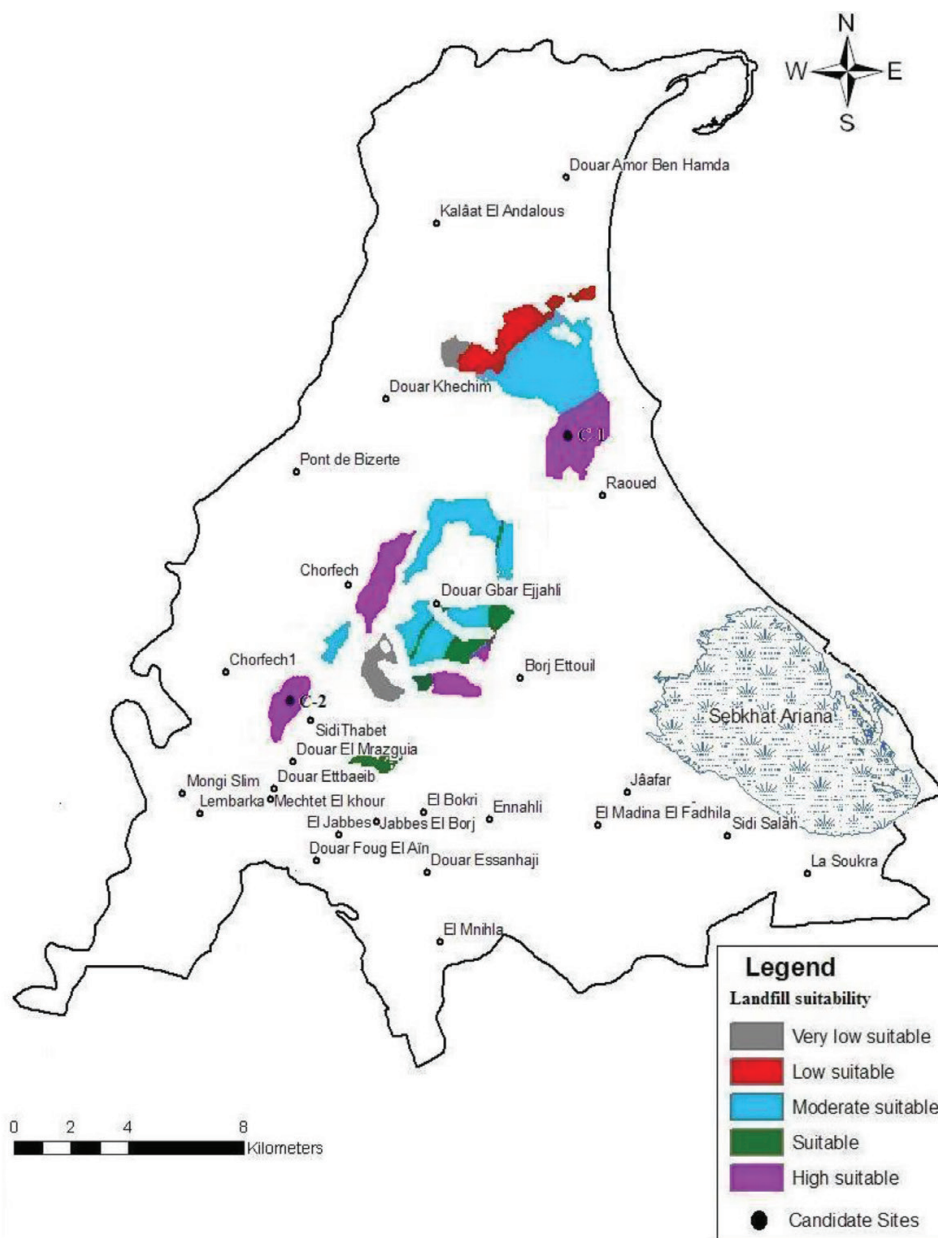 N
W E
S
Douar Amor Ben Hamda
Kalâat El Andalous
Douar Khechim
C-1
Pont de Bizerte
Raoued
Chorfech
Douar Gbar Ejjahli
Chorfech1
Borj Ettouil
C-2
Sidi Thabet
Sebkhat Ariana
Douar El Mrazguia
Mongi Slim
Douar Ettbaeib
Jâafar
Lembarka
Mechtet El khour
El Bokri
Ennahli
El Madina El Fadhila
El Jabbes
Jabbes El Borj
Sidi Salah
Douar Foug El Aïn
Douar Essanhaji
La Soukra
El Mnihla
Legend
Landfill suitability
Very low suitable
Low suitable
Moderate suitable
Suitable
High suitable
Candidate Sites
0 2 4 8
Kilometers